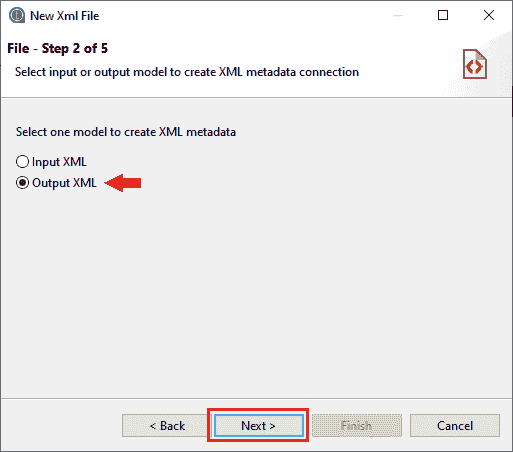 New Xml File
File - Step 2 of 5
Select input or output model to create XML metadata connection
Select one model to create XML metadata
Input XML
Output XML
< Back Next > Finish Cancel